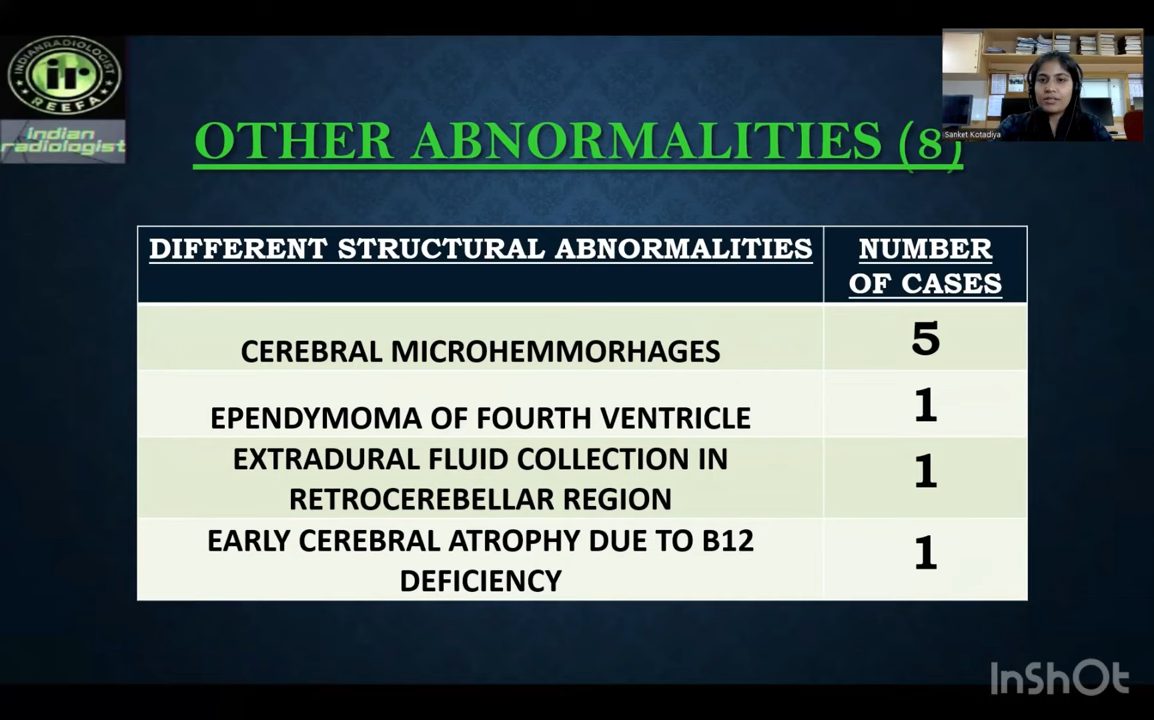 INDIANRADIOLOGIST
ir
REEFA
indian
radiologist
Sanket Kotadiya
OTHER ABNORMALITIES (8)
DIFFERENT STRUCTURAL ABNORMALITIES
NUMBER
OF CASES
CEREBRAL MICROHEMMORHAGES
5
EPENDYMOMA OF FOURTH VENTRICLE
1
EXTRADURAL FLUID COLLECTION IN
RETROCEREBELLAR REGION
1
EARLY CEREBRAL ATROPHY DUE TO B12
DEFICIENCY
1
InShOt